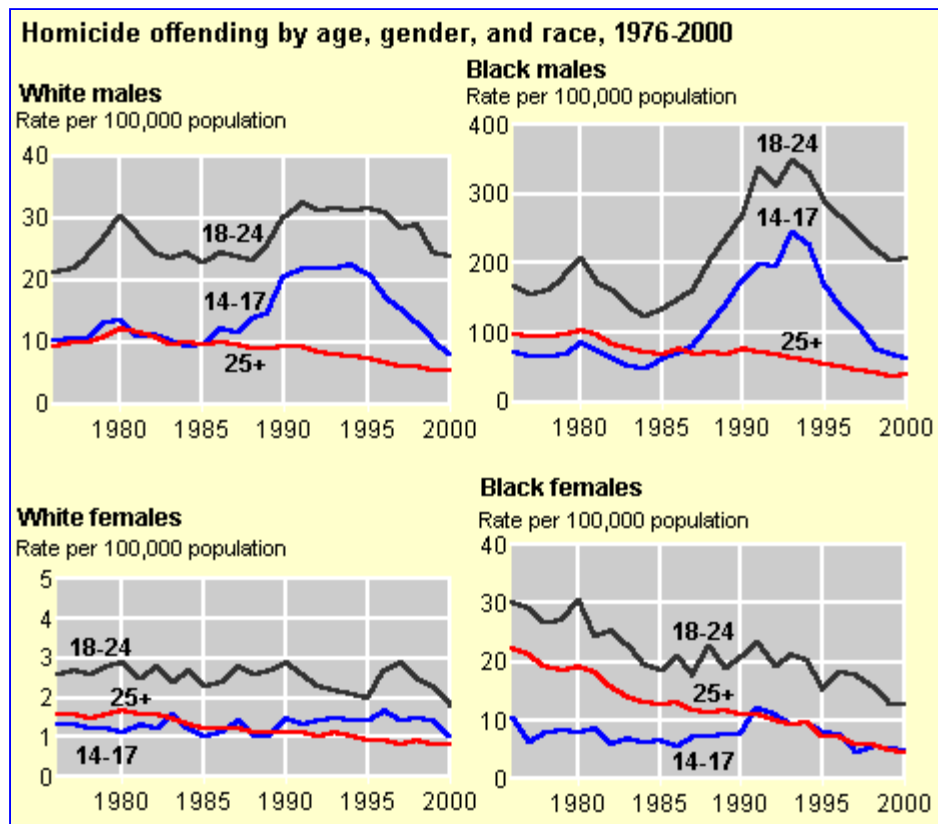 Homicide offending by age, gender, and race, 1976-2000
White males
Rate per 100,000 population
40
30
20
10
0
18-24
14-17
25+
1980 1985 1990 1995 2000
Black males
Rate per 100,000 population
400
300
200
100
0
18-24
14-17
25+
1980 1985 1990 1995 2000
White females
Rate per 100,000 population
5
4
3
2
1
0
18-24
25+
14-17
1980 1985 1990 1995 2000
Black females
Rate per 100,000 population
40
30
20
10
0
18-24
25+
14-17
1980 1985 1990 1995 2000